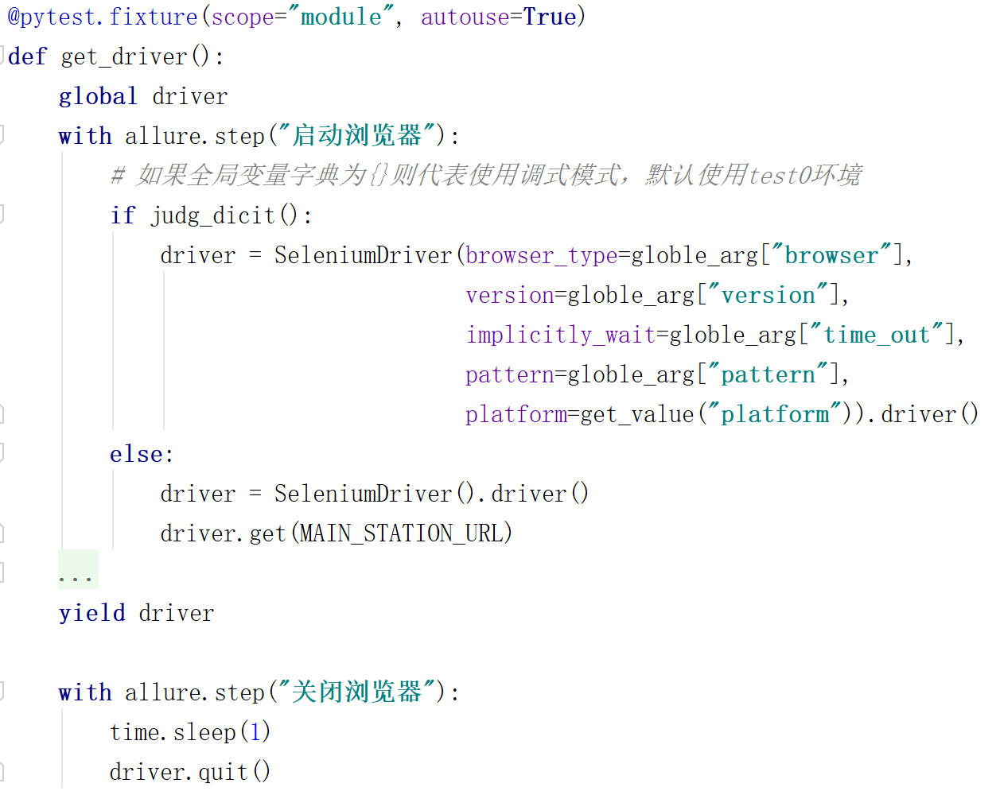 @pytest.fixture(scope="module", autouse=True)
def get_driver():
    global driver
    with allure.step("启动浏览器"):
        # 如果全局变量字典为{}则代表使用调式模式，默认使用test0环境
        if judg_dicit():
            driver = SeleniumDriver(browser_type=globle_arg["browser"],
                                    version=globle_arg["version"],
                                    implicitly_wait=globle_arg["time_out"],
                                    pattern=globle_arg["pattern"],
                                    platform=get_value("platform")).driver()
        else:
            driver = SeleniumDriver().driver()
            driver.get(MAIN_STATION_URL)
    ...
    yield driver

    with allure.step("关闭浏览器"):
        time.sleep(1)
        driver.quit()